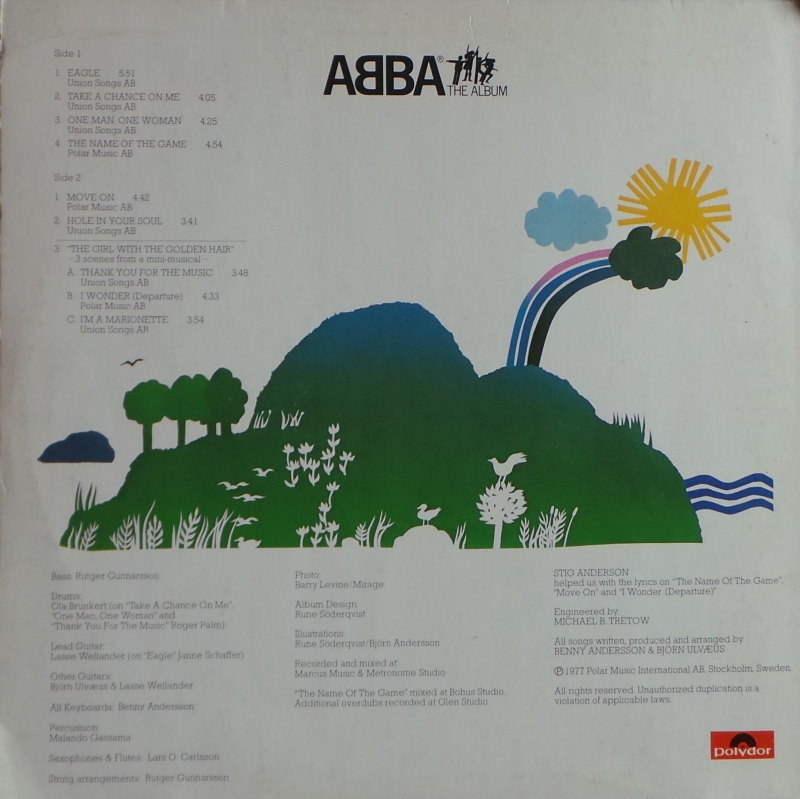 ABBA®
THE ALBUM
Side 1
1. EAGLE 5.51
Union Songs AB
2. TAKE A CHANCE ON ME 4.05
Union Songs AB
3. ONE MAN, ONE WOMAN 4.25
Union Songs AB
4. THE NAME OF THE GAME 4.54
Polar Music AB
Side 2
1. MOVE ON 4.42
Polar Music AB
2. HOLE IN YOUR SOUL 3.41
Union Songs AB
3 "THE GIRL WITH THE GOLDEN HAIR"
– 3 scenes from a mini-musical –
A. THANK YOU FOR THE MUSIC 3.48
Union Songs AB
B. I WONDER (Departure) 4.33
Polar Music AB
C. I'M A MARIONETTE 3.54
Union Songs AB
Bass: Rutger Gunnarsson
Drums:
Ola Brunkert (on "Take A Chance On Me",
"One Man, One Woman" and
"Thank You For The Music" Roger Palm)
Lead Guitar:
Lasse Wellander (on "Eagle" Janne Schaffer)
Other Guitars:
Björn Ulvæus & Lasse Wellander
All Keyboards: Benny Andersson
Percussion:
Malando Gassama
Saxophones & Flutes: Lars O. Carlsson
String arrangements: Rutger Gunnarsson
Photo:
Barry Levine/Mirage
Album Design:
Rune Söderqvist
Illustrations:
Rune Söderqvist/Björn Andersson
Recorded and mixed at:
Marcus Music & Metronome Studio
"The Name Of The Game" mixed at Bohus Studio.
Additional overdubs recorded at Glen Studio.
STIG ANDERSON
helped us with the lyrics on "The Name Of The Game",
"Move On" and "I Wonder (Departure)"
Engineered by:
MICHAEL B. TRETOW
All songs written, produced and arranged by
BENNY ANDERSSON & BJÖRN ULVÆUS
℗ 1977 Polar Music International AB, Stockholm, Sweden.
All rights reserved. Unauthorized duplication is a
violation of applicable laws.
polydor